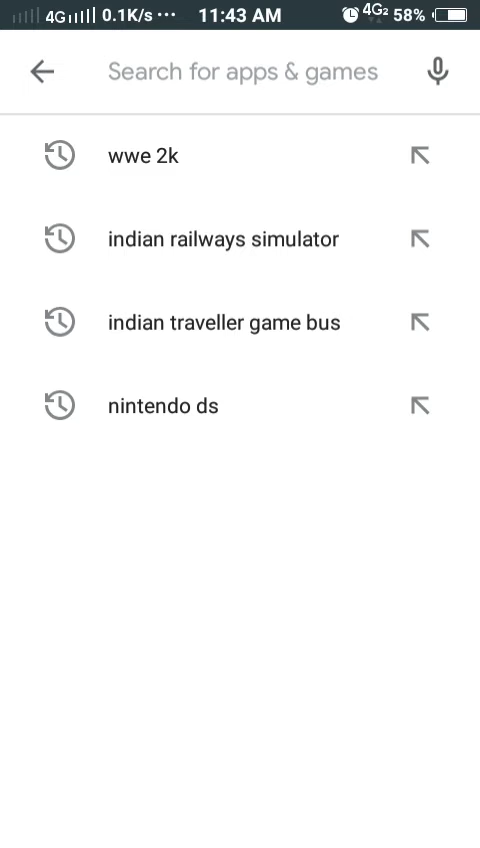 4G 0.1K/s ··· 11:43 AM 4G2 58%
Search for apps & games
wwe 2k
indian railways simulator
indian traveller game bus
nintendo ds